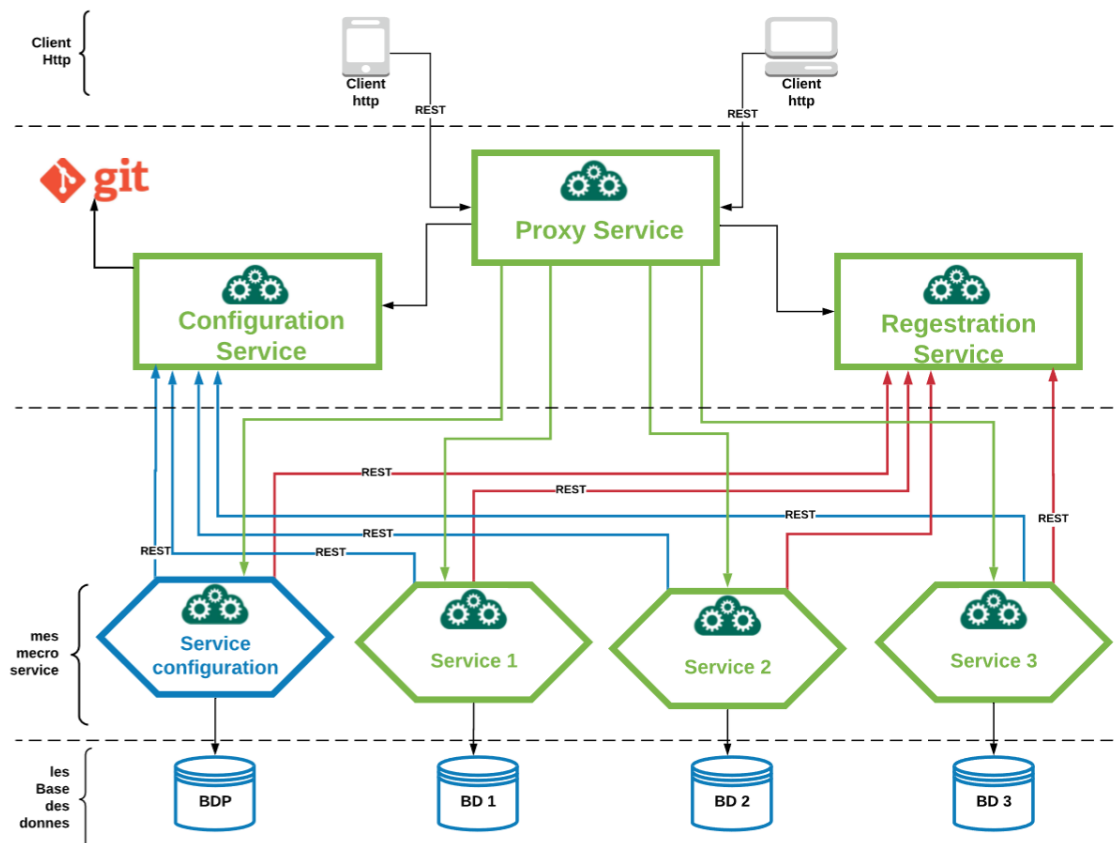 Client
Http
Client
http
Client
http
REST
REST
git
Proxy Service
Configuration
Service
Regestration
Service
REST
REST
REST
REST
REST
REST
REST
REST
mes
mecro
service
Service
configuration
Service 1
Service 2
Service 3
les
Base
des
donnes
BDP
BD 1
BD 2
BD 3